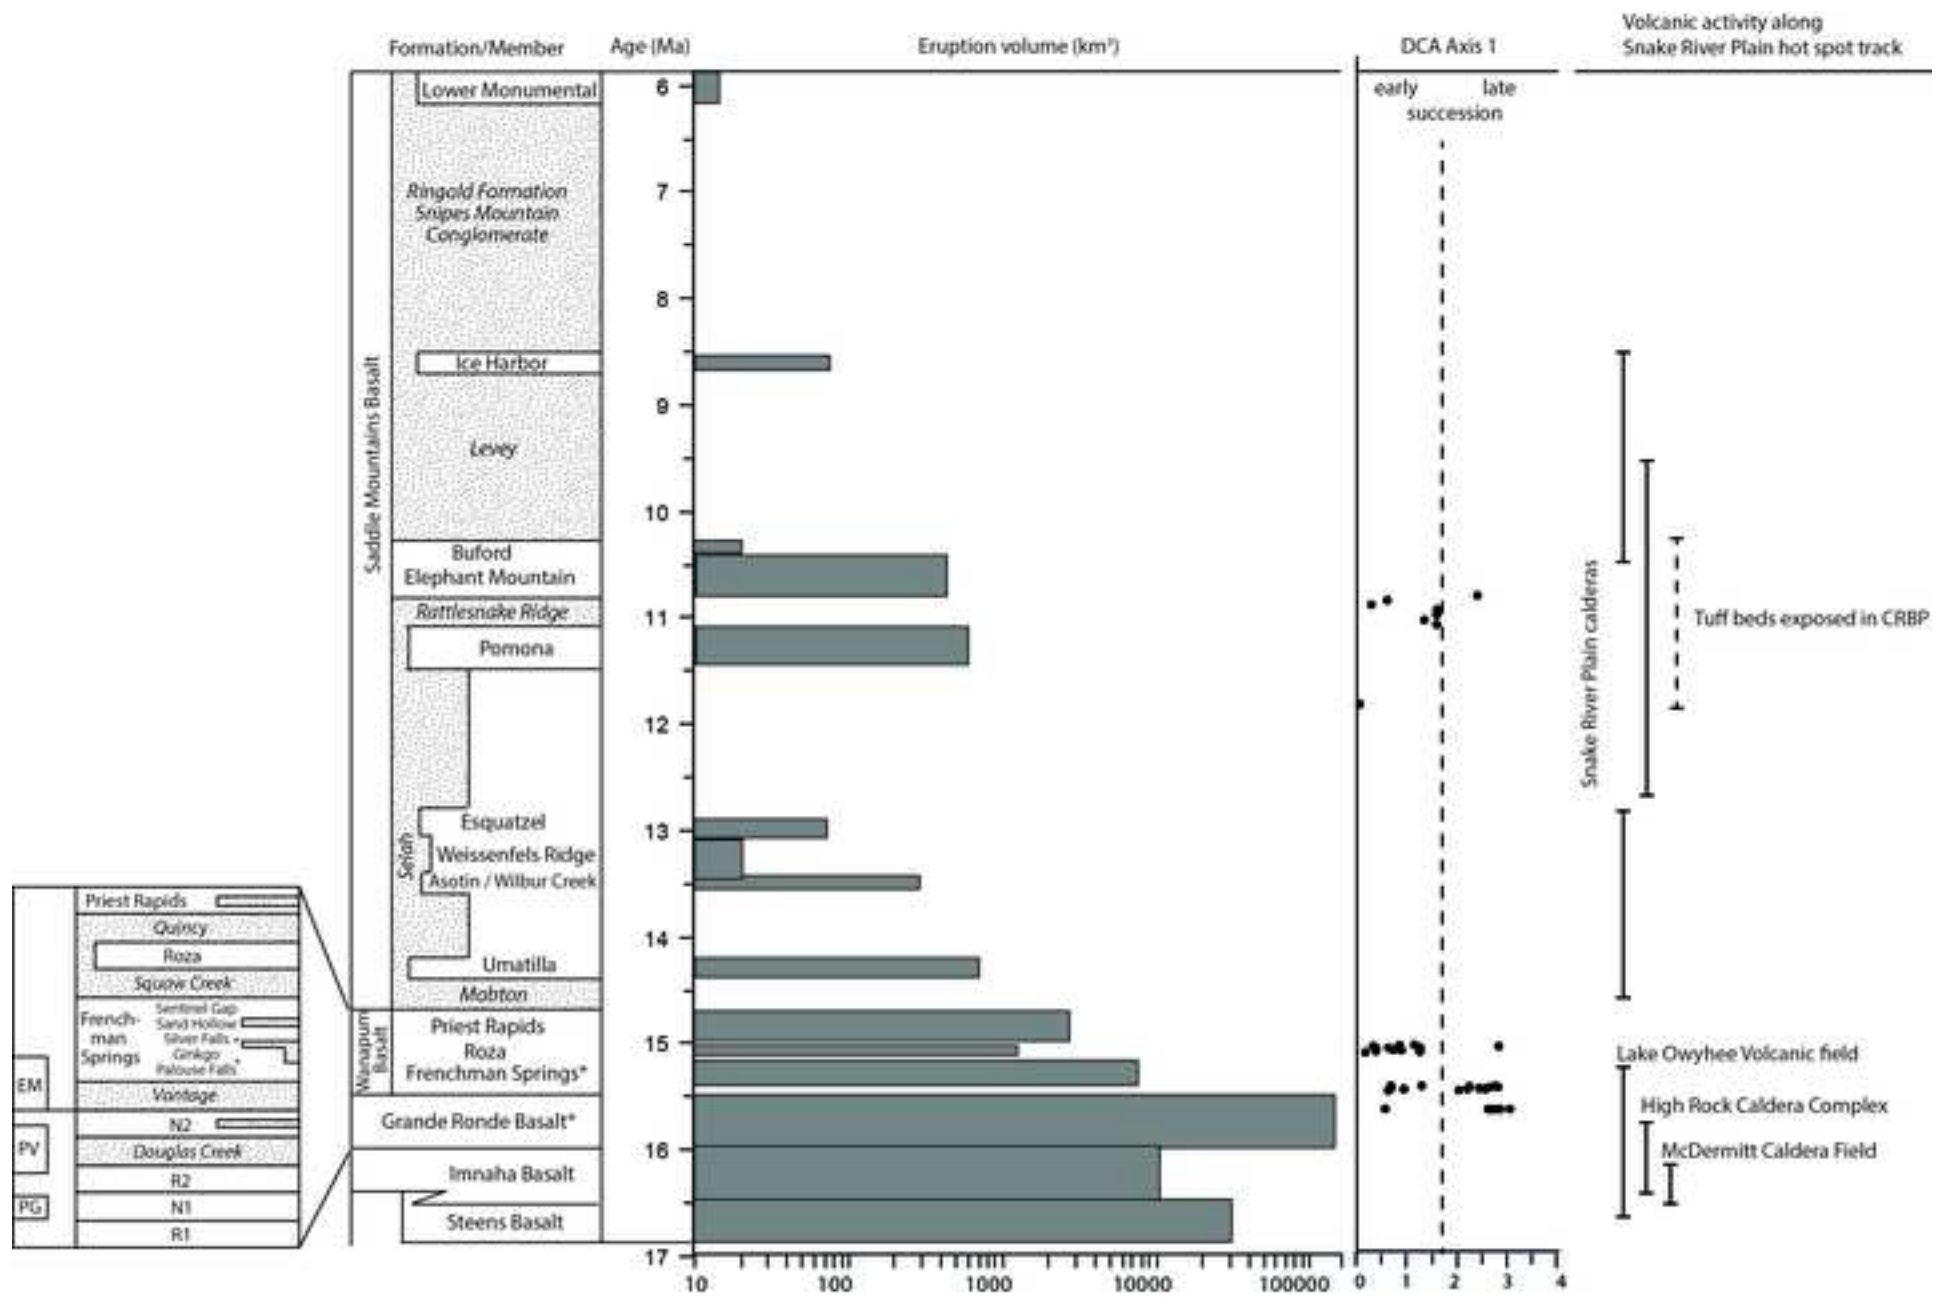 Formation/Member
Age (Ma)
Eruption volume (km³)
DCA Axis 1
Volcanic activity along
Snake River Plain hot spot track
early late
succession
Saddle Mountains Basalt
Lower Monumental
Ringold Formation
Snipes Mountain
Conglomerate
Ice Harbor
Levey
Buford
Elephant Mountain
Rattlesnake Ridge
Pomona
Selah
Esquatzel
Weissenfels Ridge
Asotin / Wilbur Creek
Umatilla
Mabton
Wanapum
Basalt
Priest Rapids
Roza
Frenchman Springs*
Grande Ronde Basalt*
Imnaha Basalt
Steens Basalt
6
7
8
9
10
11
12
13
14
15
16
17
10 100 1000 10000 100000
0 1 2 3 4
Snake River Plain calderas
Tuff beds exposed in CRBP
Lake Owyhee Volcanic field
High Rock Caldera Complex
McDermitt Caldera Field
Priest Rapids
Quincy
Roza
Squaw Creek
French-
man
Springs
Sentinel Gap
Sand Hollow
Silver Falls *
Ginkgo
Palouse Falls *
Vantage
N2
Douglas Creek
R2
N1
R1
EM
PV
PG